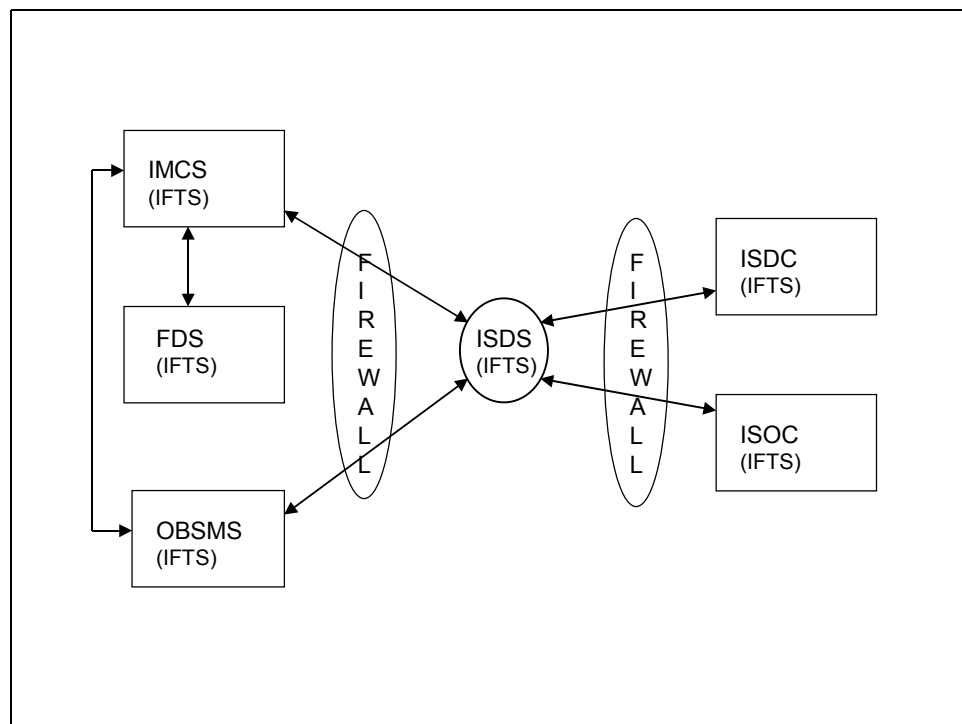 IMCS
(IFTS)
FDS
(IFTS)
OBSMS
(IFTS)
F
I
R
E
W
A
L
L
ISDS
(IFTS)
F
I
R
E
W
A
L
L
ISDC
(IFTS)
ISOC
(IFTS)